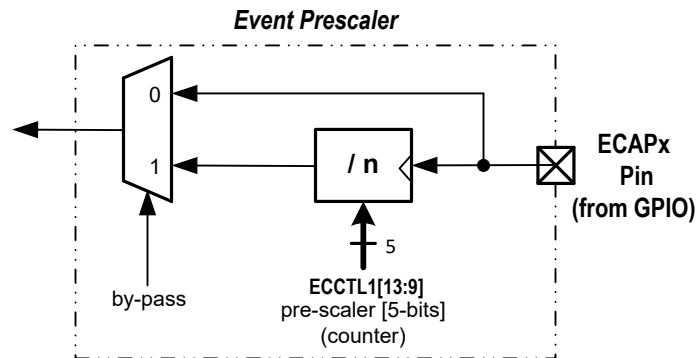 Event Prescaler
0
1
/ n
5
by-pass
ECCTL1[13:9]
pre-scaler [5-bits]
(counter)
ECAPx
Pin
(from GPIO)